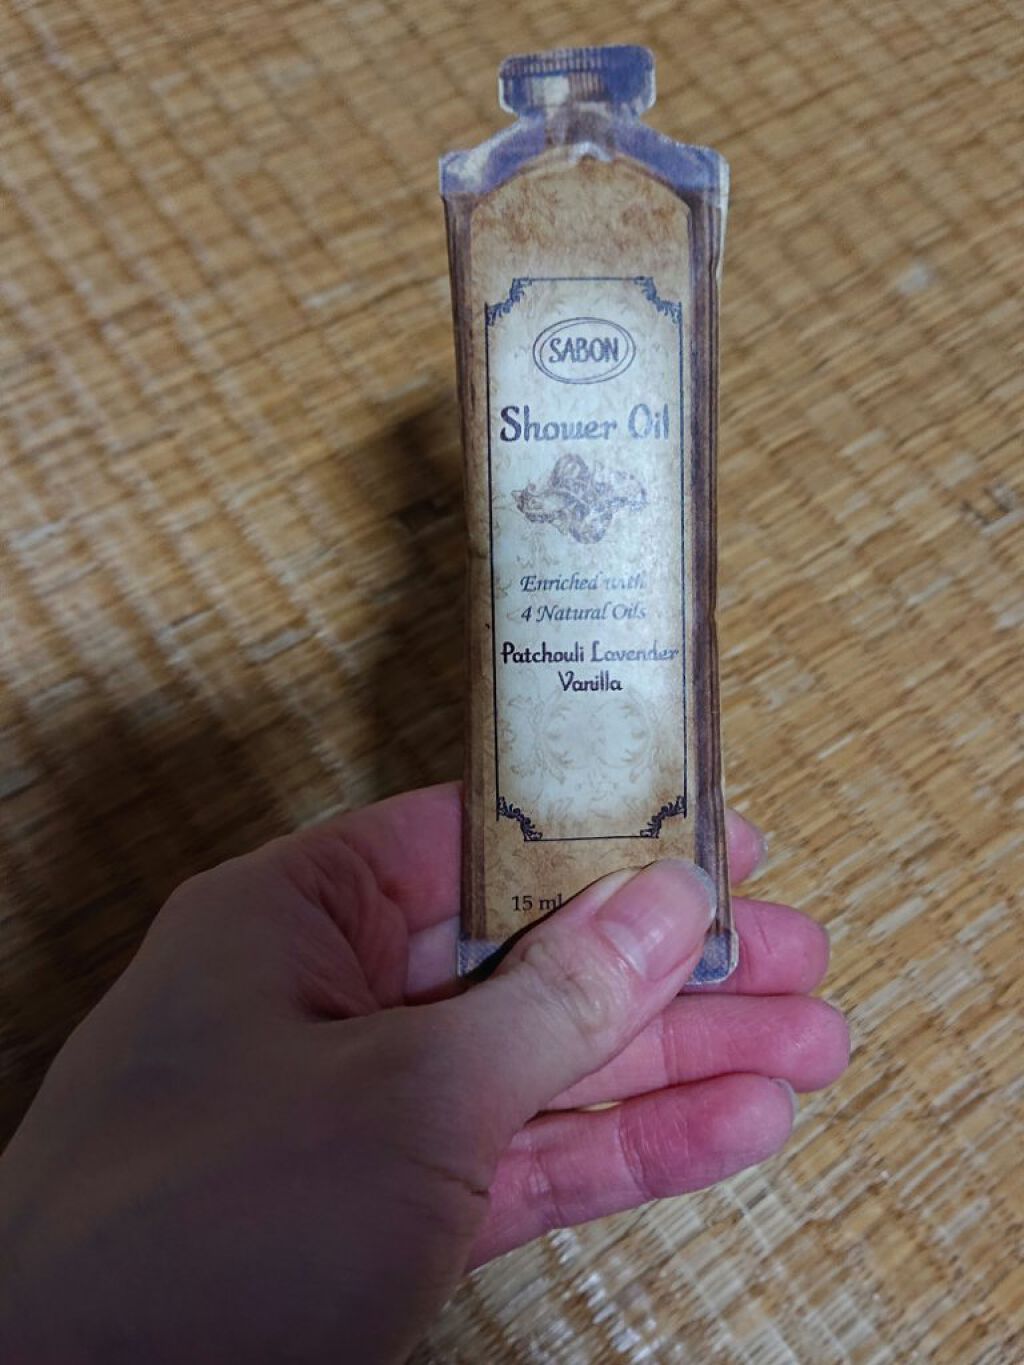 SABON
Shower Oil
Enriched with
4 Natural Oils
Patchouli Lavender
Vanilla
15 ml